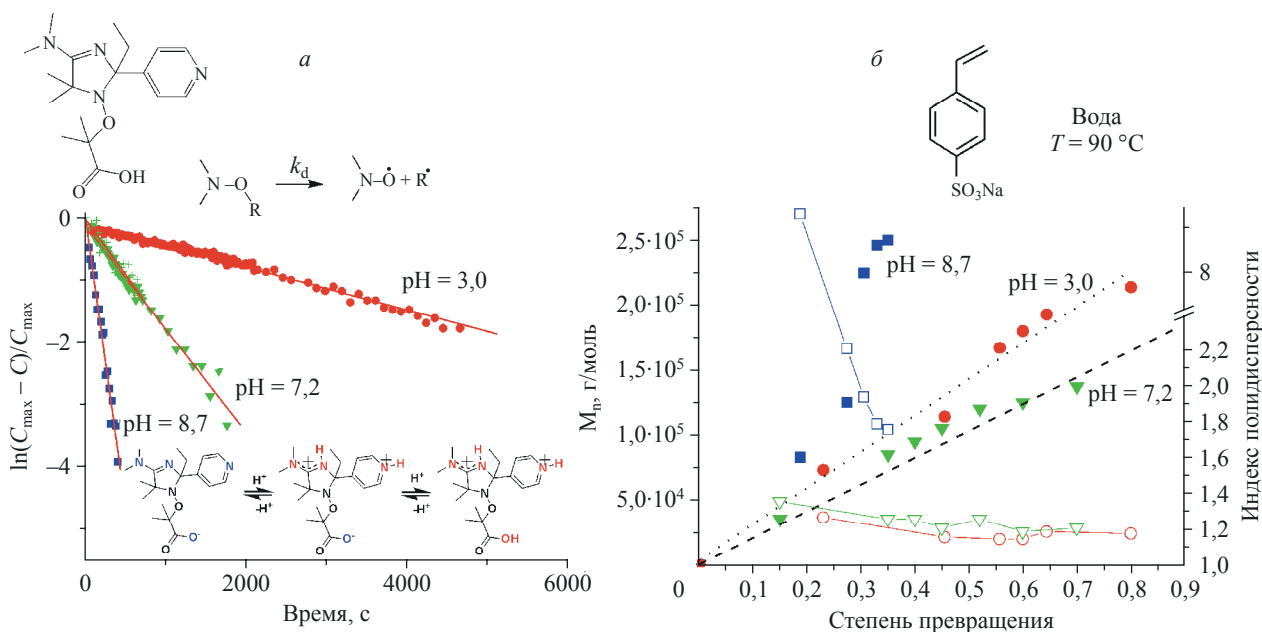 а
N
N
N
N
O
O
OH
N–O
R
k_d
N–Ȯ + R•
0
−2
−4
ln(C_max − C)/C_max
pH = 3,0
pH = 7,2
pH = 8,7
N
N
N
N
O
O
O⁻
H⁺
-H⁺
N
H
N
N
N
+
H
O
O
O⁻
H⁺
-H⁺
N
H
N
N
N
+
H
O
O
OH
0
2000
4000
6000
Время, с
б
SO₃Na
Вода
T = 90 °C
2,5·10⁵
2,0·10⁵
1,5·10⁵
1,0·10⁵
5,0·10⁴
Mₙ, г/моль
pH = 8,7
pH = 3,0
pH = 7,2
8
2,2
2,0
1,8
1,6
1,4
1,2
1,0
Индекс полидисперсности
0
0,1
0,2
0,3
0,4
0,5
0,6
0,7
0,8
0,9
Степень превращения